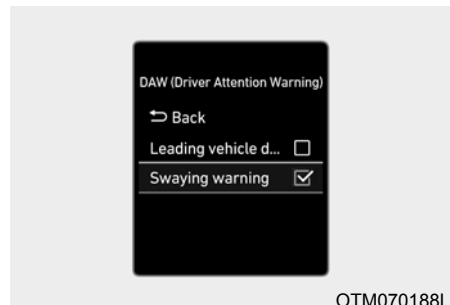 DAW (Driver Attention Warning)
Back
Leading vehicle d...
Swaying warning
OTM070188L